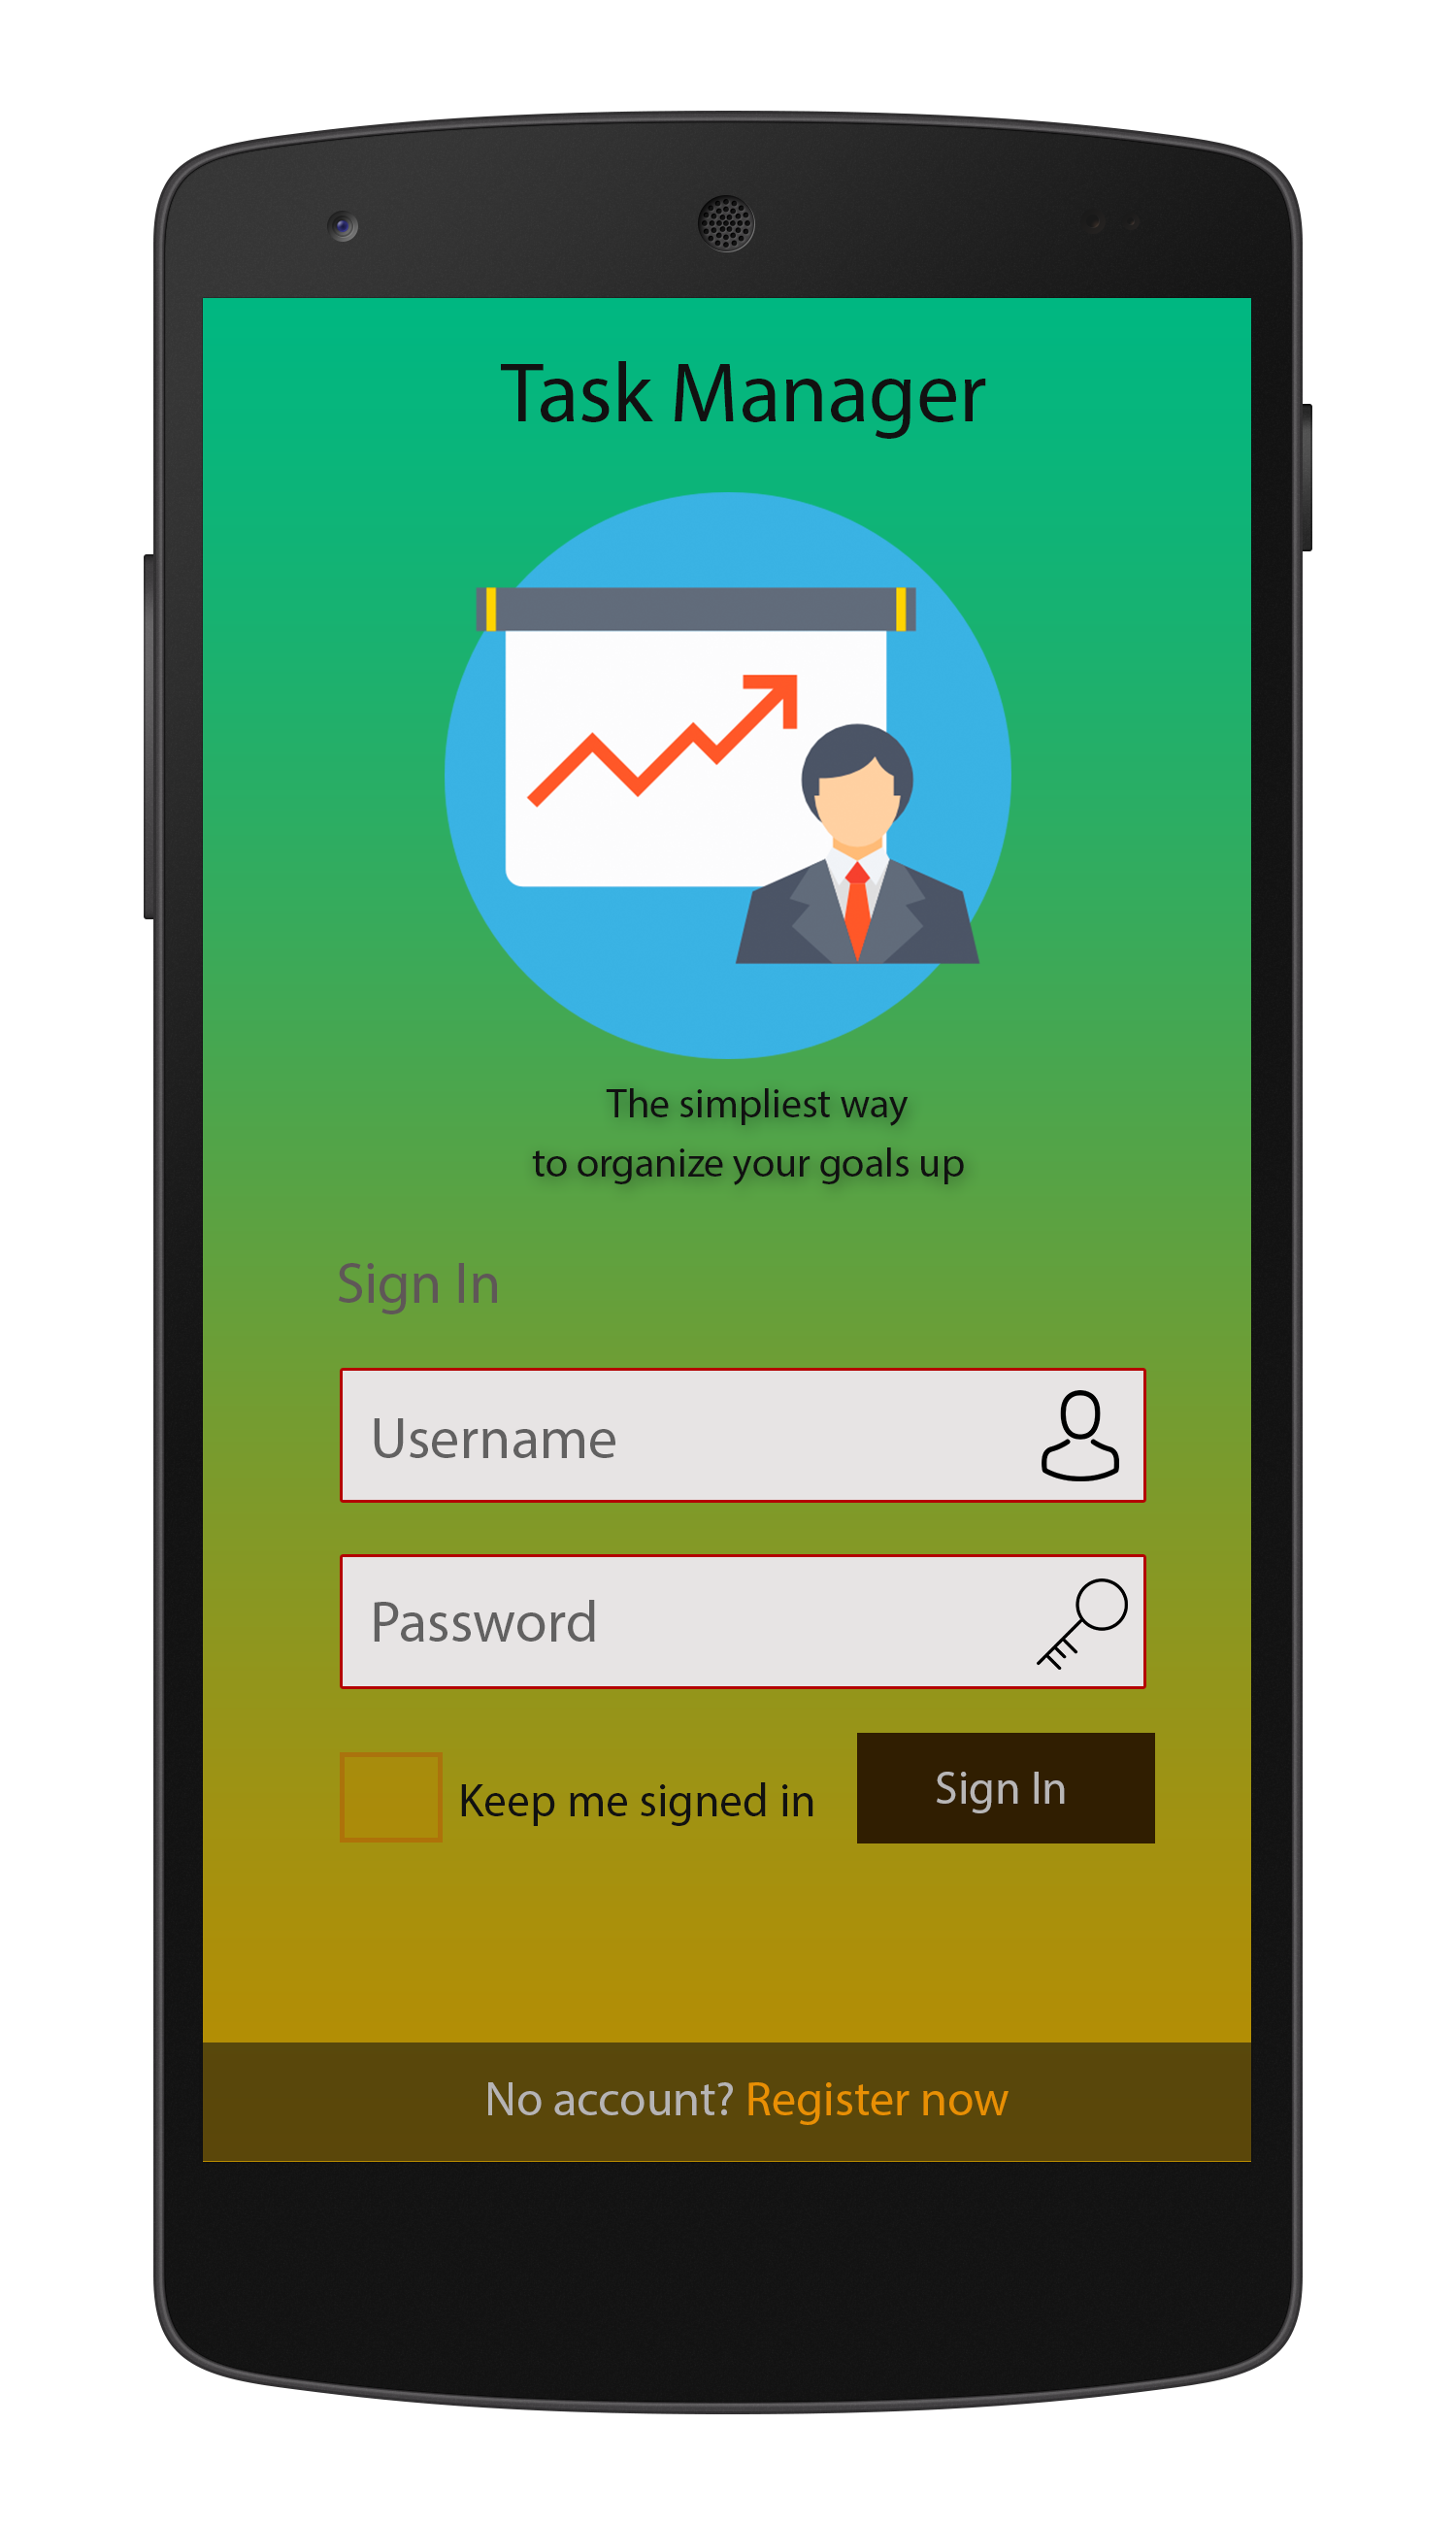 Task Manager
The simpliest way
to organize your goals up
Sign In
Username
Password
Keep me signed in
Sign In
No account? Register now